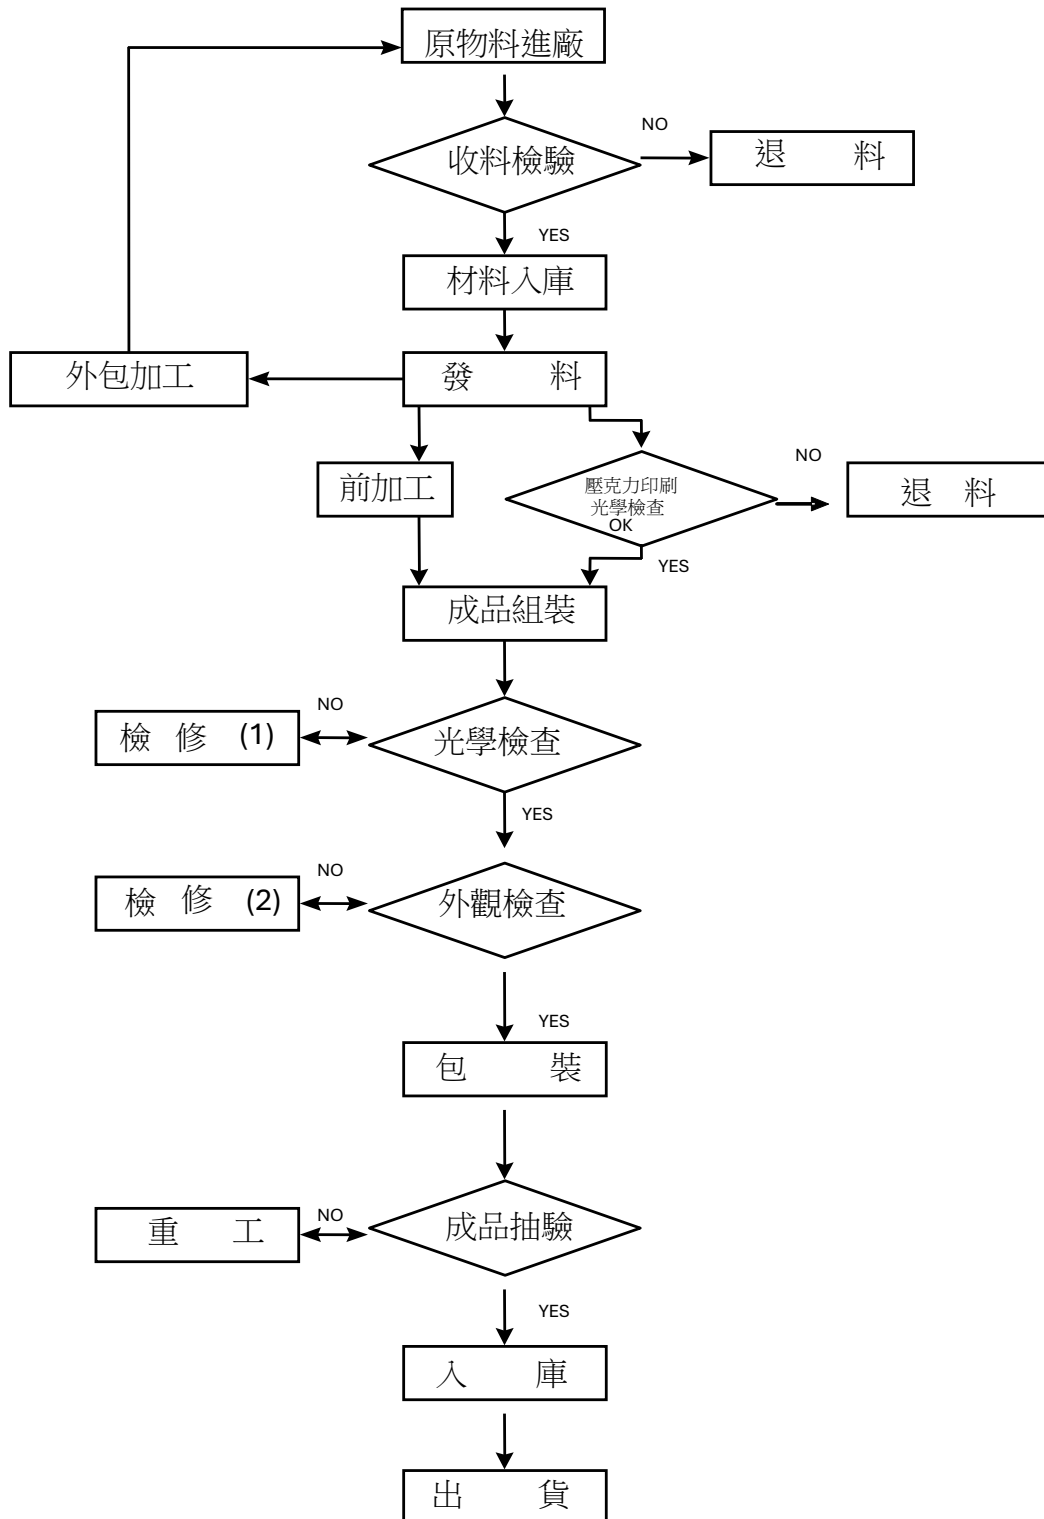 原物料進廠
NO
收料檢驗
退 料
YES
材料入庫
外包加工
發 料
前加工
NO
壓克力印刷
光學檢查
OK
退 料
YES
成品組裝
NO
檢 修 (1)
光學檢查
YES
NO
檢 修 (2)
外觀檢查
YES
包 裝
NO
重 工
成品抽驗
YES
入 庫
出 貨